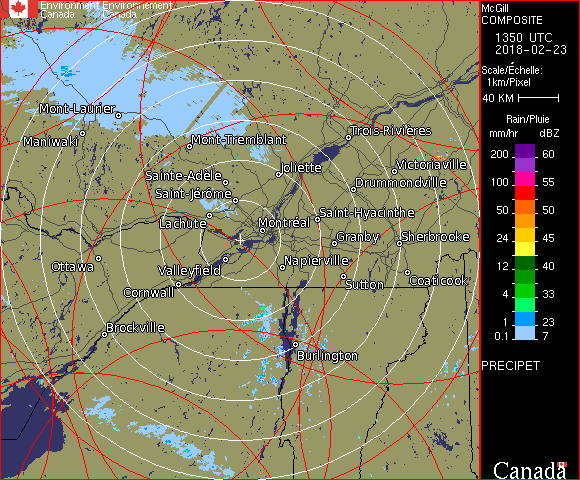 Environment Environnement
Canada Canada
McGill
COMPOSITE
1350 UTC
2018-02-23
Scale/Échelle:
1km/Pixel
40 KM
Rain/Pluie
mm/hr dBZ
200 60
100 55
50 50
24 45
12 40
4 33
1 23
0.1 7
PRECIPET
Canada
Mont-Laurier
Maniwaki
Mont-Tremblant
Trois-Rivières
Sainte-Adèle
Joliette
Victoriaville
Saint-Jérôme
Drummondville
Lachute
Montréal
Saint-Hyacinthe
Granby
Sherbrooke
Ottawa
Valleyfield
Napierville
Cornwall
Sutton
Coaticook
Brockville
Burlington